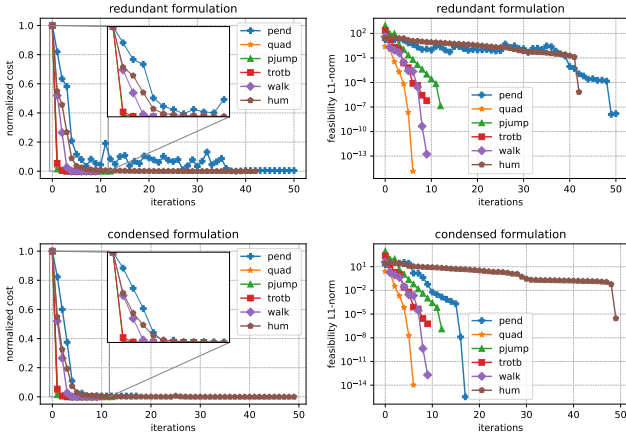 redundant formulation
normalized cost
1.0
0.8
0.6
0.4
0.2
0.0
0
10
20
30
40
50
iterations
pend
quad
pjump
trotb
walk
hum
redundant formulation
feasibility L1-norm
10^2
10^-1
10^-4
10^-7
10^-10
10^-13
0
10
20
30
40
50
iterations
pend
quad
pjump
trotb
walk
hum
condensed formulation
normalized cost
1.0
0.8
0.6
0.4
0.2
0.0
0
10
20
30
40
50
iterations
pend
quad
pjump
trotb
walk
hum
condensed formulation
feasibility L1-norm
10^4
10^1
10^-2
10^-5
10^-8
10^-11
10^-14
0
10
20
30
40
50
iterations
pend
quad
pjump
trotb
walk
hum